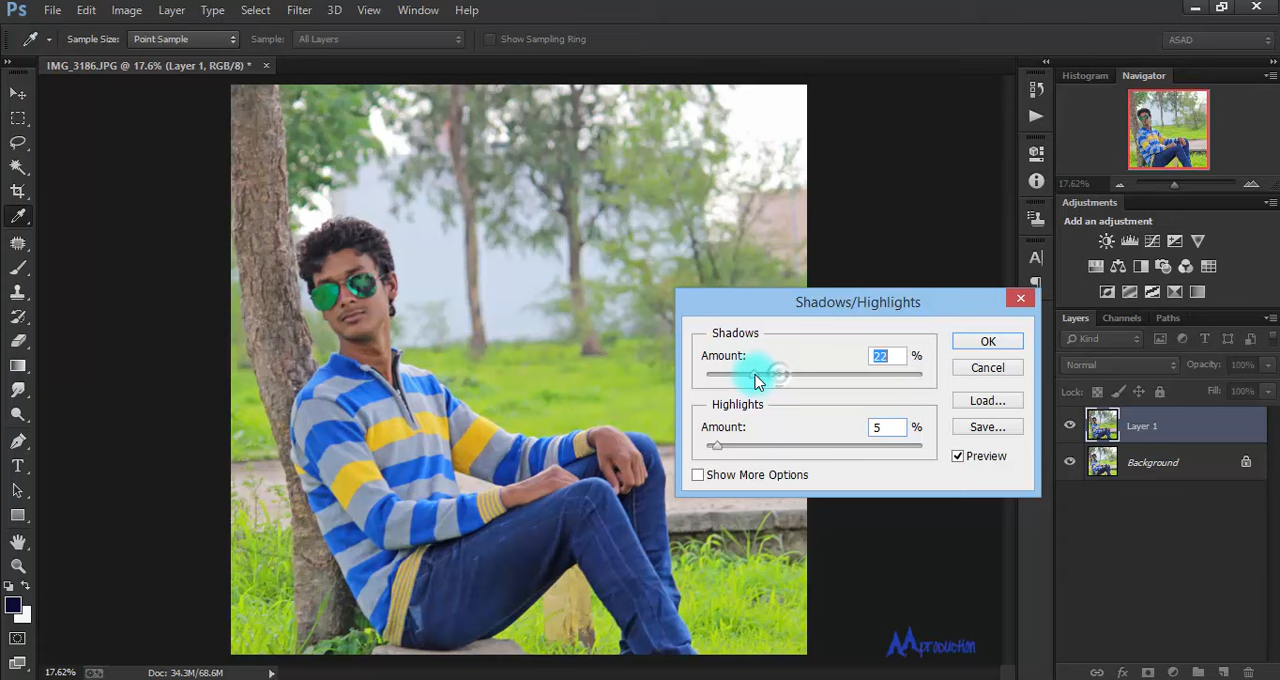 Ps File Edit Image Layer Type Select Filter 3D View Window Help
Sample Size: Point Sample Sample: All Layers Show Sampling Ring ASAD
IMG_3186.JPG @ 17.6% (Layer 1, RGB/8) * ×
Histogram Navigator
17.62%
Adjustments
Add an adjustment
Shadows/Highlights
Shadows
Amount: 22 %
Highlights
Amount: 5 %
Show More Options
OK
Cancel
Load...
Save...
Preview
Layers Channels Paths
Kind
Normal Opacity: 100%
Lock: Fill: 100%
Layer 1
Background
production
17.62% Doc: 34.3M/68.6M